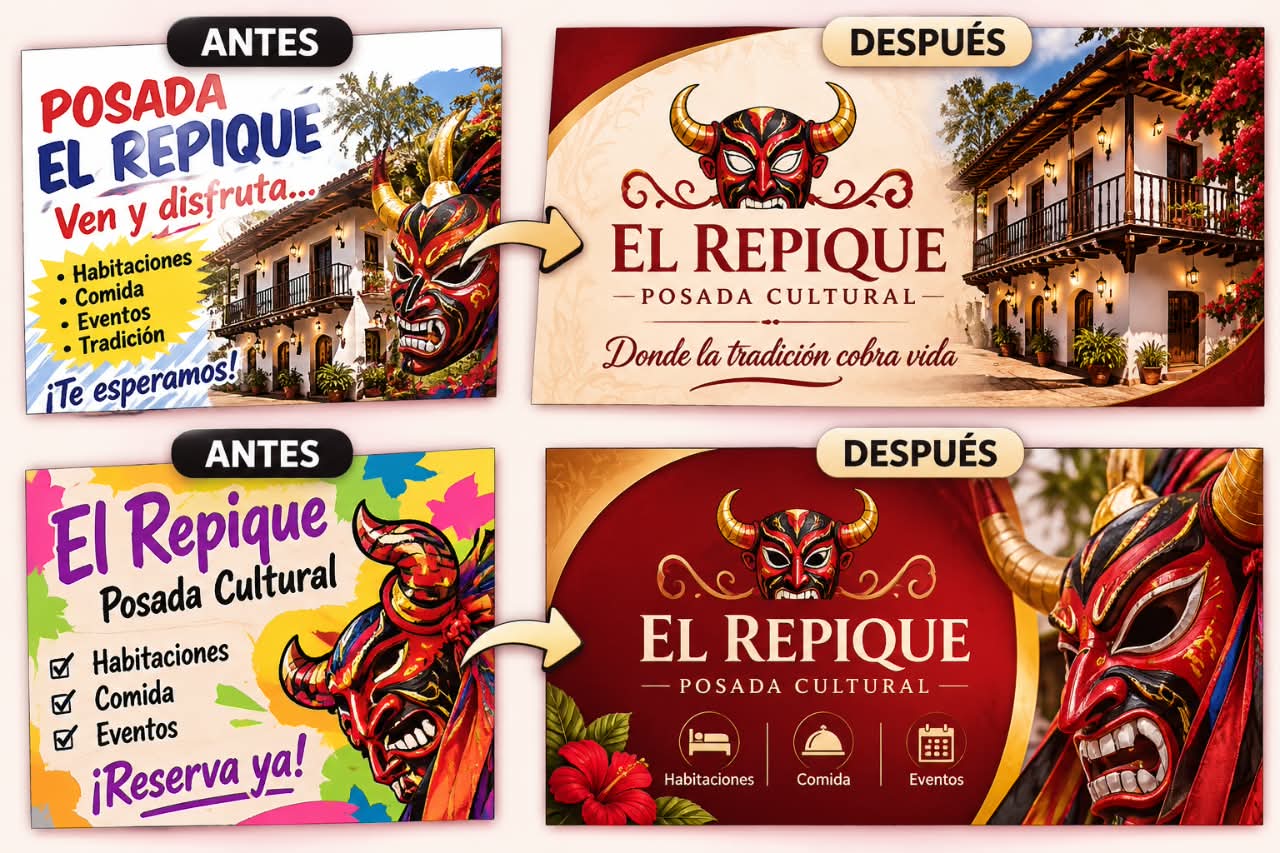 ANTES
POSADA
EL REPIQUE
Ven y disfruta...
• Habitaciones
• Comida
• Eventos
• Tradición
¡Te esperamos!
DESPUÉS
EL REPIQUE
POSADA CULTURAL
Donde la tradición cobra vida
ANTES
El Repique
Posada Cultural
Habitaciones
Comida
Eventos
¡Reserva ya!
DESPUÉS
EL REPIQUE
POSADA CULTURAL
Habitaciones
Comida
Eventos